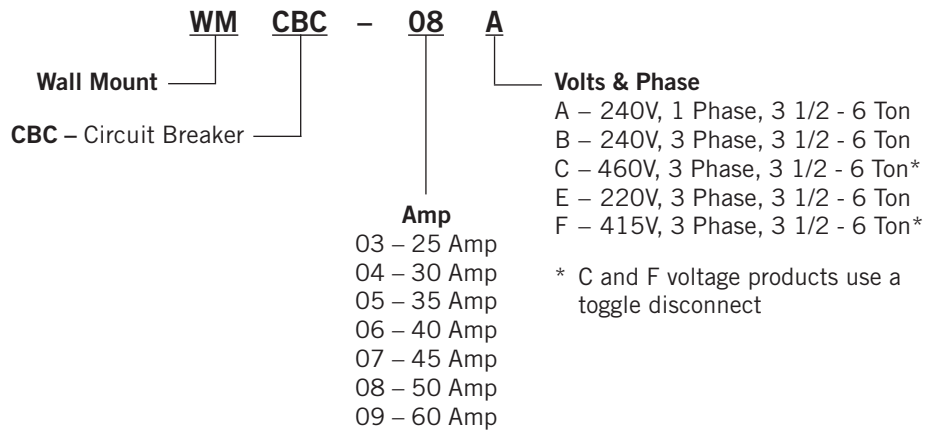 WM CBC – 08 A
Wall Mount
CBC – Circuit Breaker
Volts & Phase
A – 240V, 1 Phase, 3 1/2 - 6 Ton
B – 240V, 3 Phase, 3 1/2 - 6 Ton
C – 460V, 3 Phase, 3 1/2 - 6 Ton*
E – 220V, 3 Phase, 3 1/2 - 6 Ton
F – 415V, 3 Phase, 3 1/2 - 6 Ton*
* C and F voltage products use a
toggle disconnect
Amp
03 – 25 Amp
04 – 30 Amp
05 – 35 Amp
06 – 40 Amp
07 – 45 Amp
08 – 50 Amp
09 – 60 Amp